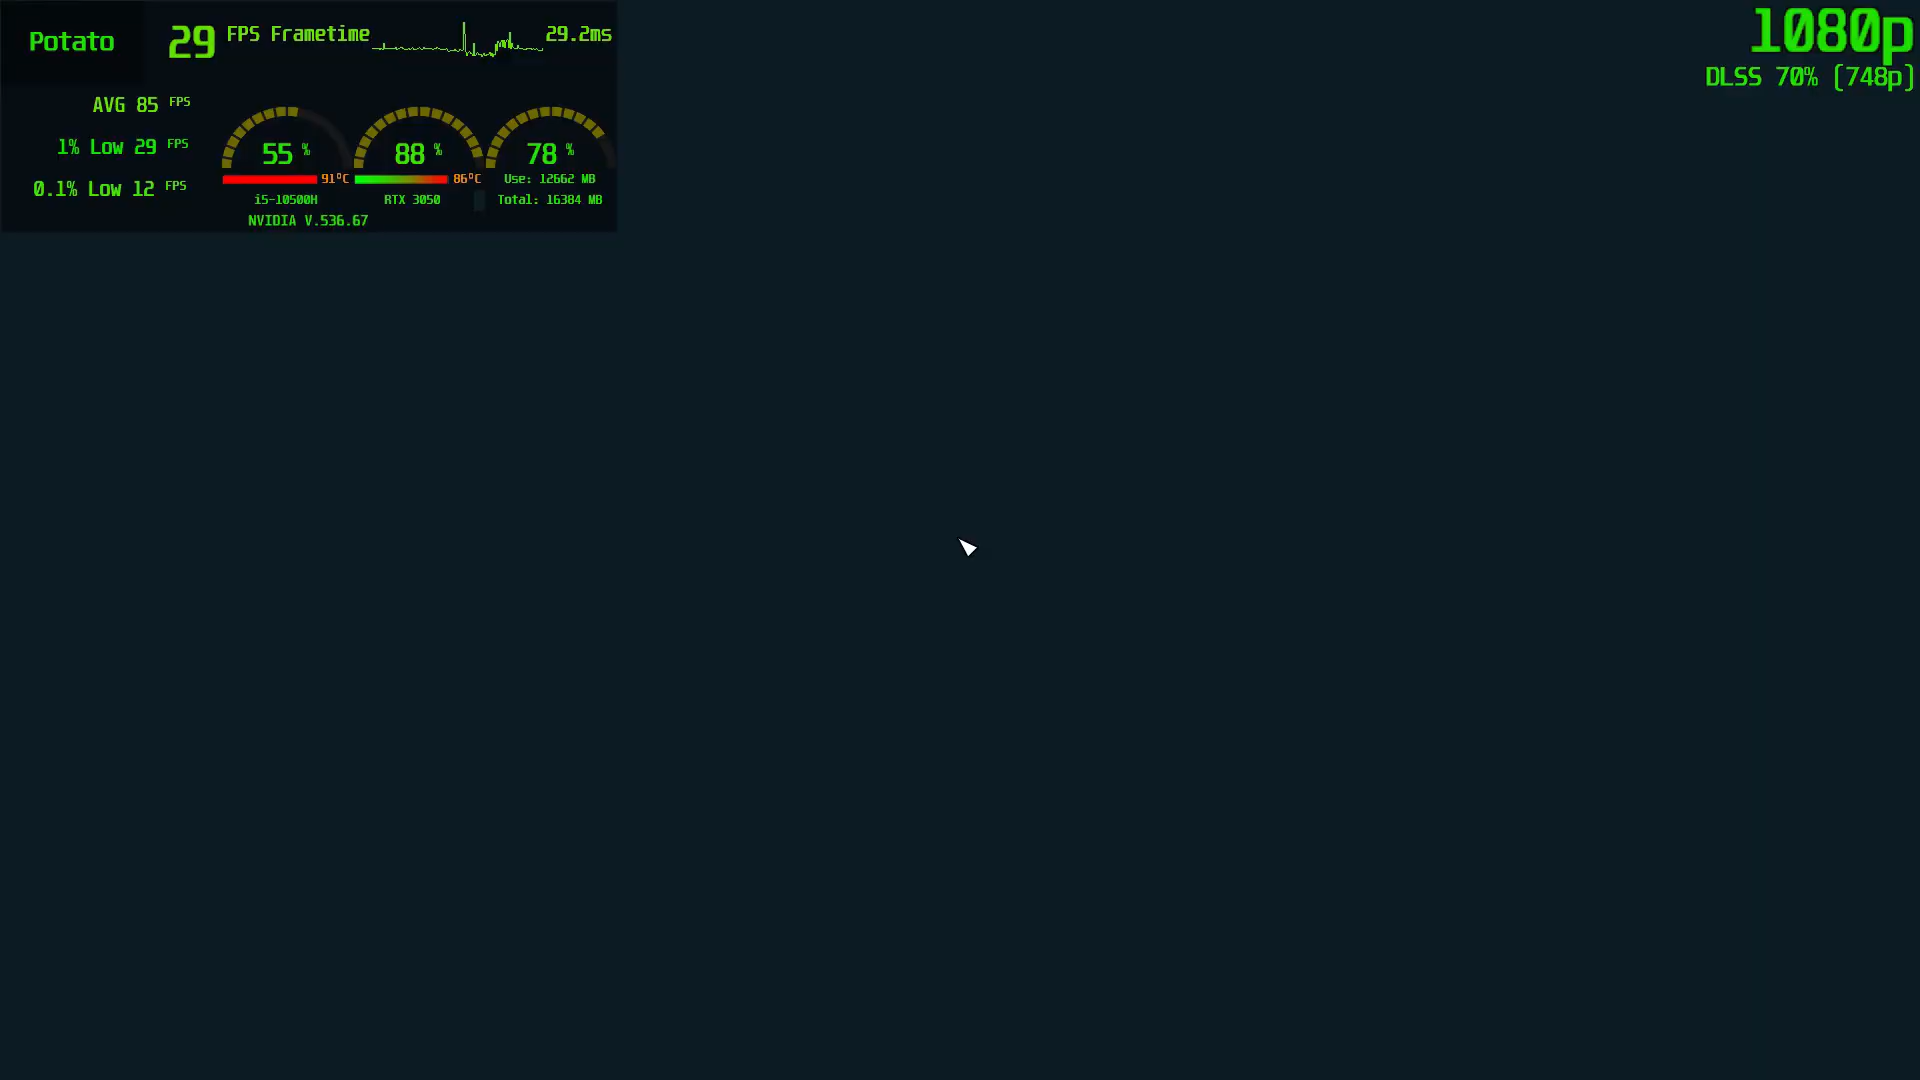 Potato
29 FPS Frametime 29.2ms
AVG 85 FPS
1% Low 29 FPS
0.1% Low 12 FPS
55 % 88 % 78 %
91°C 86°C Use: 12662 MB
i5-10500H RTX 3050 Total: 16384 MB
NVIDIA V.536.67
1080p
DLSS 70% (748p)